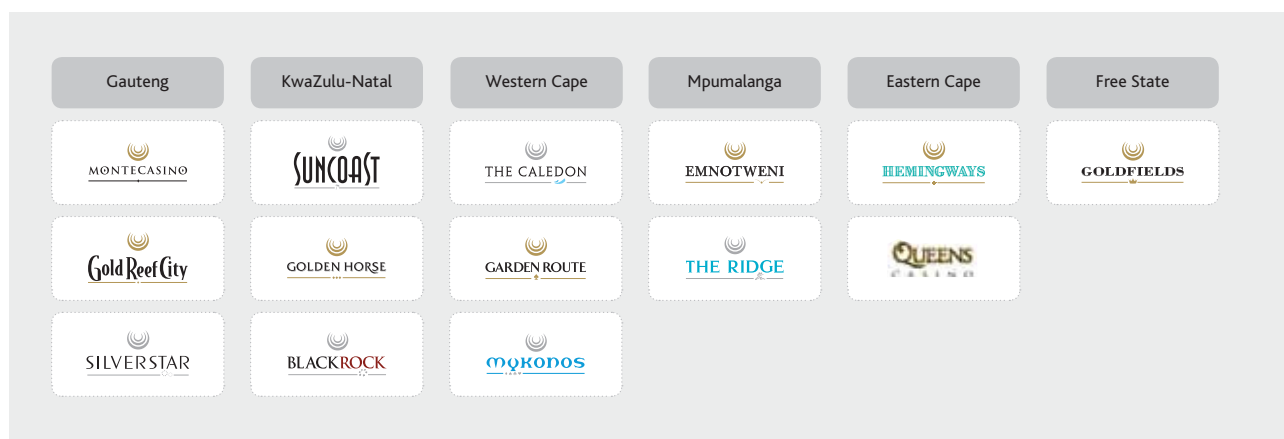 Gauteng
KwaZulu-Natal
Western Cape
Mpumalanga
Eastern Cape
Free State
MONTECASINO
SUNCOAST
THE CALEDON
EMNOTWENI
HEMINGWAYS
GOLDFIELDS
Gold Reef City
GOLDEN HORSE
GARDEN ROUTE
THE RIDGE
QUEENS
CASINO
SILVERSTAR
BLACKROCK
MYKONOS